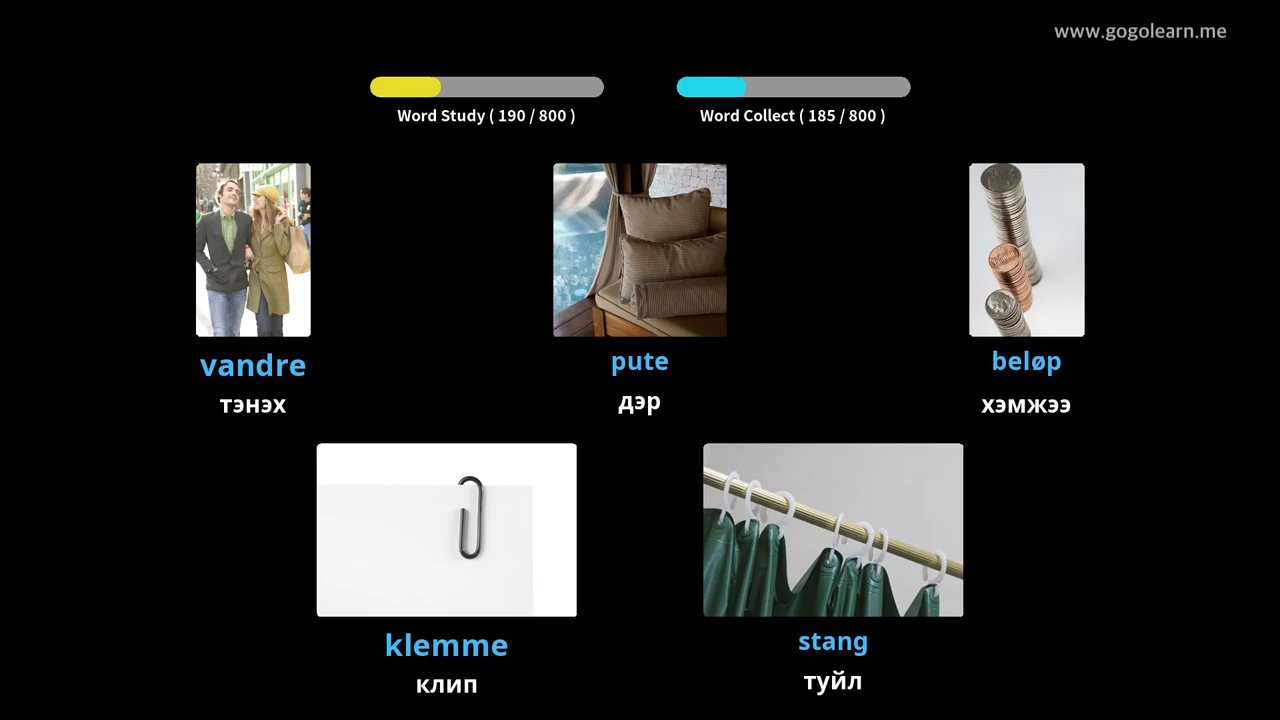 www.gogolearn.me
Word Study ( 190 / 800 )
Word Collect ( 185 / 800 )
vandre
тэнэх
pute
дэр
beløp
хэмжээ
klemme
клип
stang
туйл